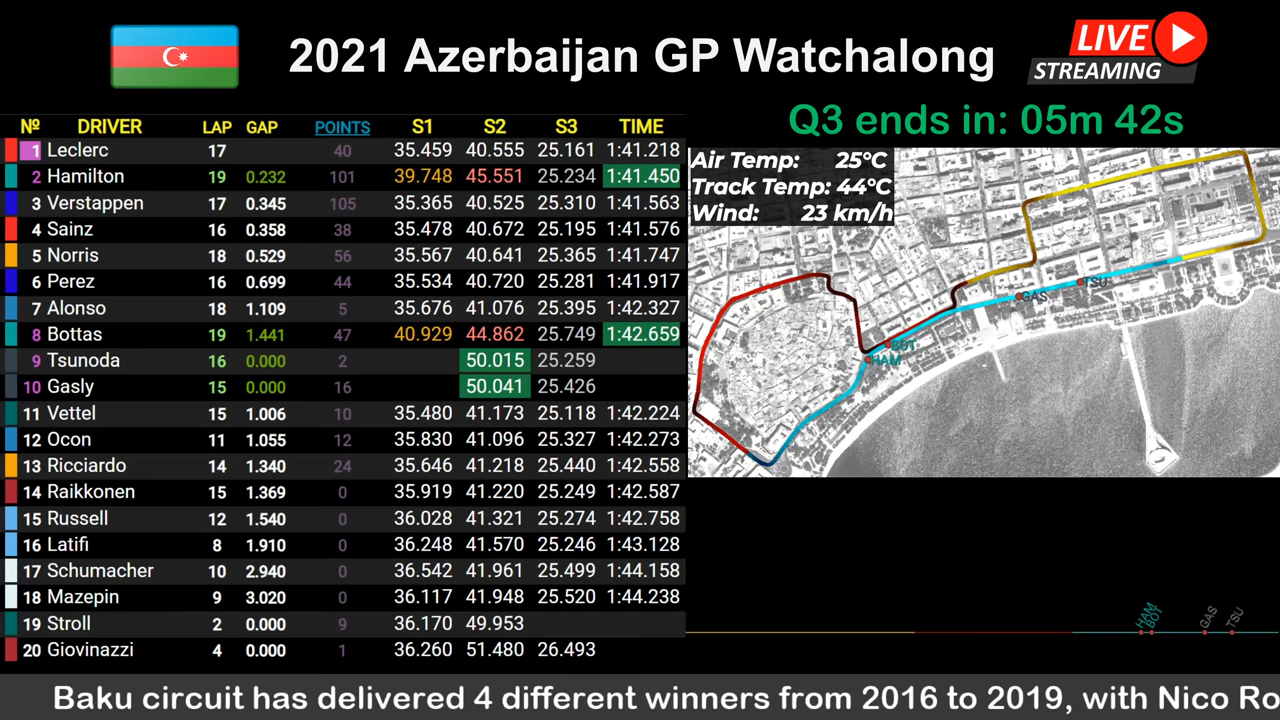 2021 Azerbaijan GP Watchalong
LIVE
STREAMING
Q3 ends in: 05m 42s
Nº DRIVER LAP GAP POINTS S1 S2 S3 TIME
1 Leclerc 17 40 35.459 40.555 25.161 1:41.218
2 Hamilton 19 0.232 101 39.748 45.551 25.234 1:41.450
3 Verstappen 17 0.345 105 35.365 40.525 25.310 1:41.563
4 Sainz 16 0.358 38 35.478 40.672 25.195 1:41.576
5 Norris 18 0.529 56 35.567 40.641 25.365 1:41.747
6 Perez 16 0.699 44 35.534 40.720 25.281 1:41.917
7 Alonso 18 1.109 5 35.676 41.076 25.395 1:42.327
8 Bottas 19 1.441 47 40.929 44.862 25.749 1:42.659
9 Tsunoda 16 0.000 2 50.015 25.259
10 Gasly 15 0.000 16 50.041 25.426
11 Vettel 15 1.006 10 35.480 41.173 25.118 1:42.224
12 Ocon 11 1.055 12 35.830 41.096 25.327 1:42.273
13 Ricciardo 14 1.340 24 35.646 41.218 25.440 1:42.558
14 Raikkonen 15 1.369 0 35.919 41.220 25.249 1:42.587
15 Russell 12 1.540 0 36.028 41.321 25.274 1:42.758
16 Latifi 8 1.910 0 36.248 41.570 25.246 1:43.128
17 Schumacher 10 2.940 0 36.542 41.961 25.499 1:44.158
18 Mazepin 9 3.020 0 36.117 41.948 25.520 1:44.238
19 Stroll 2 0.000 9 36.170 49.953
20 Giovinazzi 4 0.000 1 36.260 51.480 26.493
Air Temp: 25°C
Track Temp: 44°C
Wind: 23 km/h
TSU
GAS
BOT
HAM
HAM
BOT
GAS
TSU
Baku circuit has delivered 4 different winners from 2016 to 2019, with Nico Ro